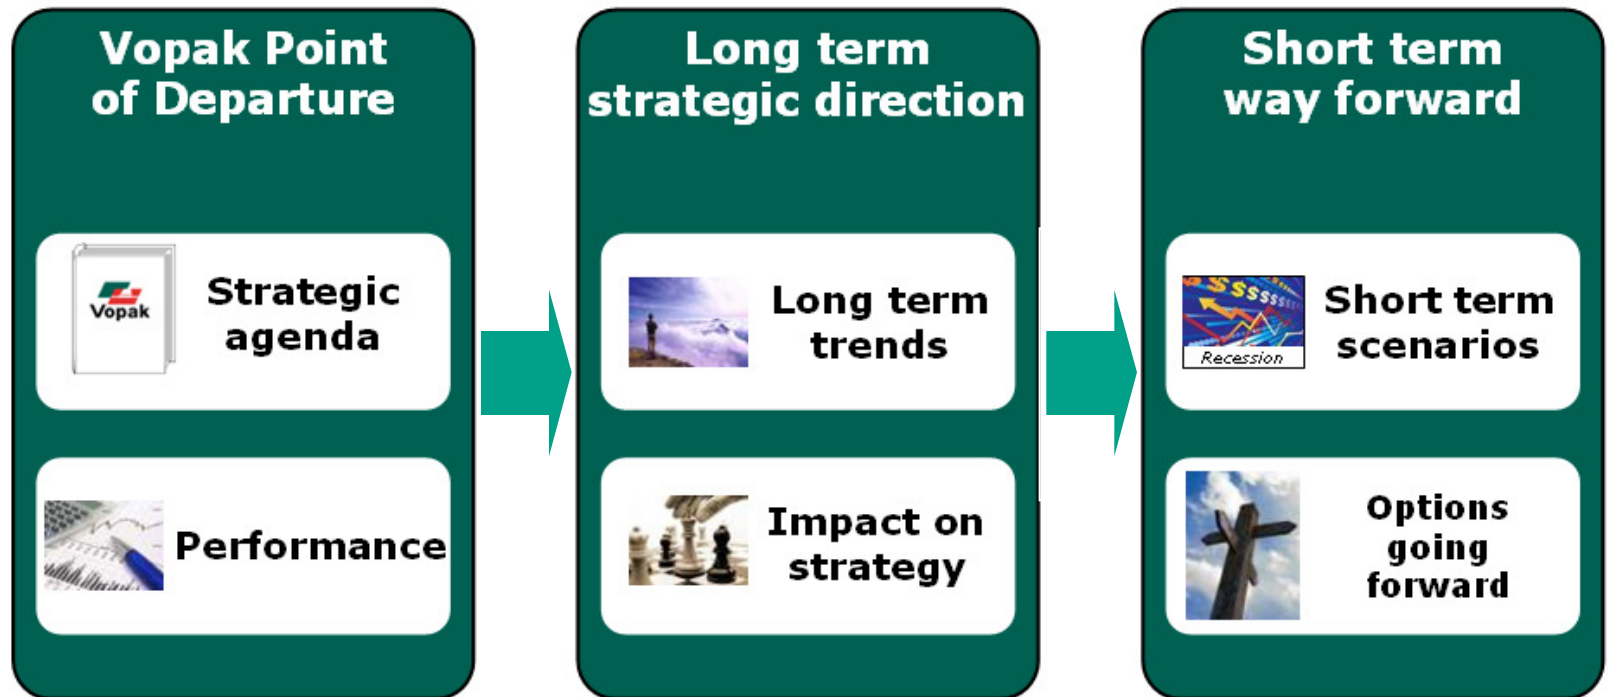 Vopak Point
of Departure
Vopak
Strategic
agenda
Performance
Long term
strategic direction
Long term
trends
Impact on
strategy
Short term
way forward
$$$$$$$$
Recession
Short term
scenarios
Options
going
forward